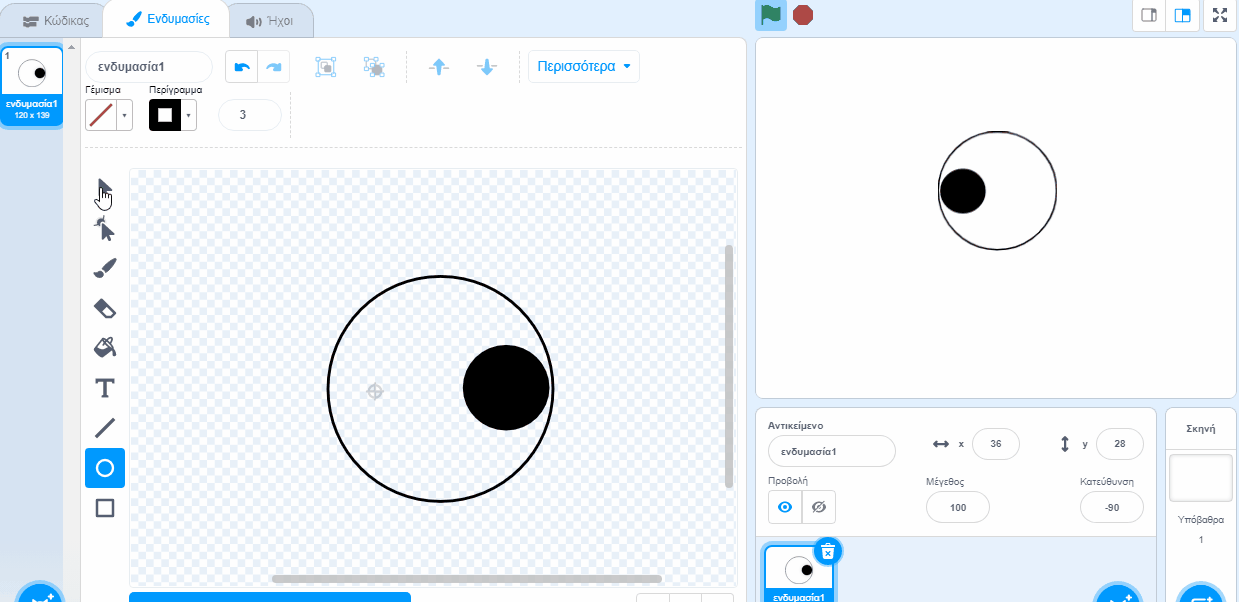 Κώδικας
Ενδυμασίες
Ήχοι
1
ενδυμασία1
120 x 139
ενδυμασία1
Περισσότερα
Γέμισμα
Περίγραμμα
3
T
Αντικείμενο
ενδυμασία1
x
36
y
28
Προβολή
Μέγεθος
100
Κατεύθυνση
-90
ενδυμασία1
Σκηνή
Υπόβαθρα
1